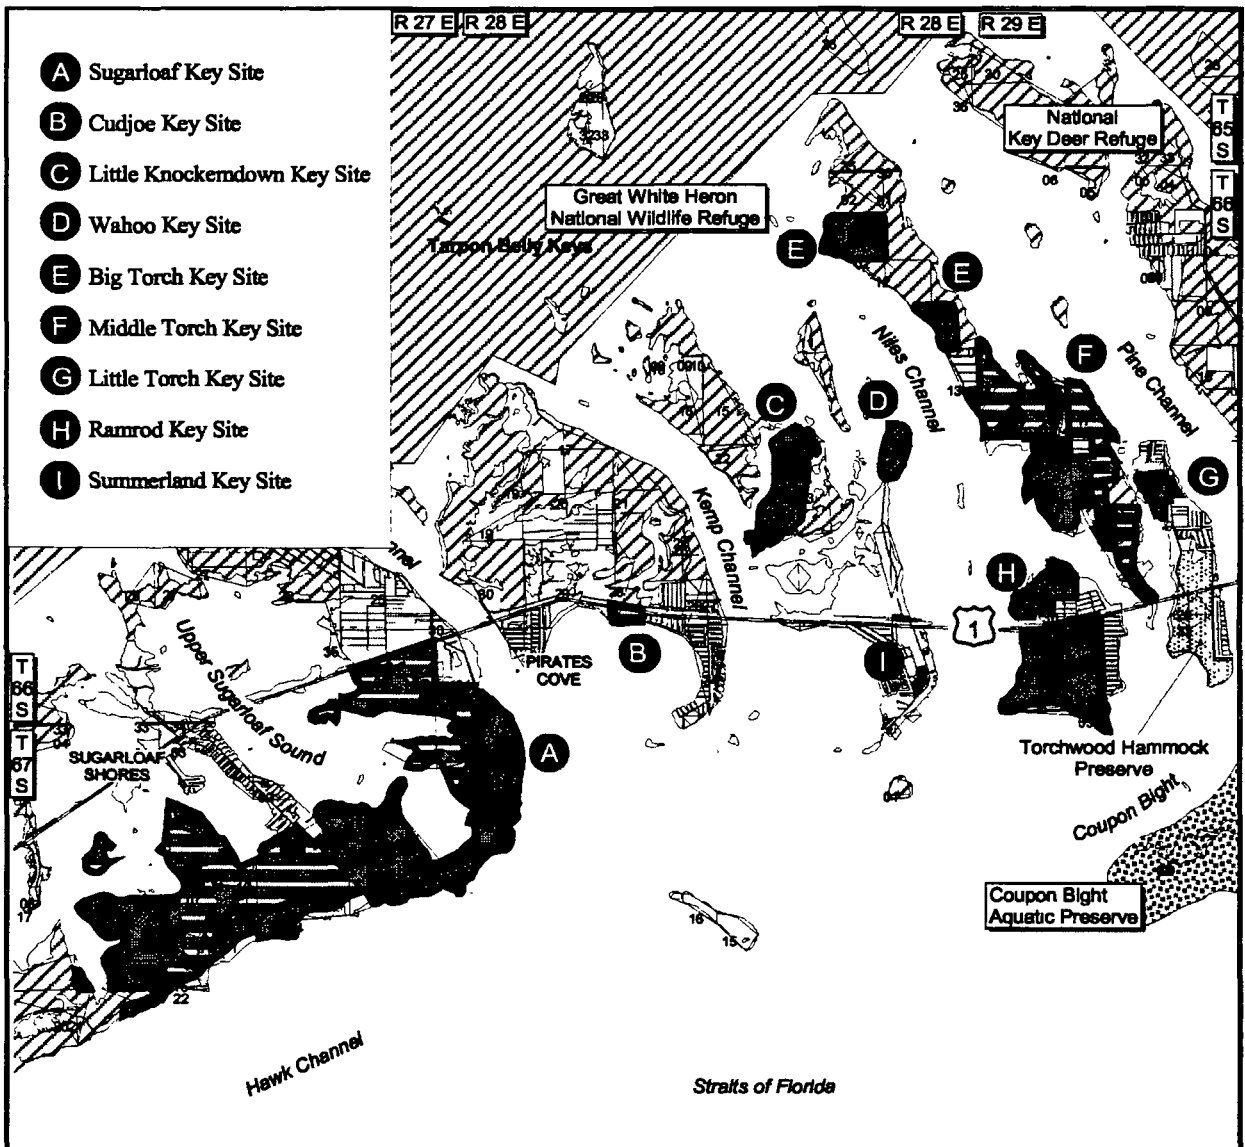 R 27 E R 28 E
R 28 E R 29 E
A Sugarloaf Key Site
B Cudjoe Key Site
C Little Knockemdown Key Site
D Wahoo Key Site
E Big Torch Key Site
F Middle Torch Key Site
G Little Torch Key Site
H Ramrod Key Site
I Summerland Key Site
National
Key Deer Refuge
T
65
S
T
66
S
Great White Heron
National Wildlife Refuge
Tarpon Belly Keys
E
E
F
Niles Channel
Pine Channel
C
D
G
Kemp Channel
H
1
PIRATES
COVE
B
I
T
66
S
T
67
S
Upper Sugarloaf Sound
SUGARLOAF
SHORES
A
Torchwood Hammock
Preserve
Coupon Bight
Coupon Bight
Aquatic Preserve
16
15
17
22
Hawk Channel
Straits of Florida